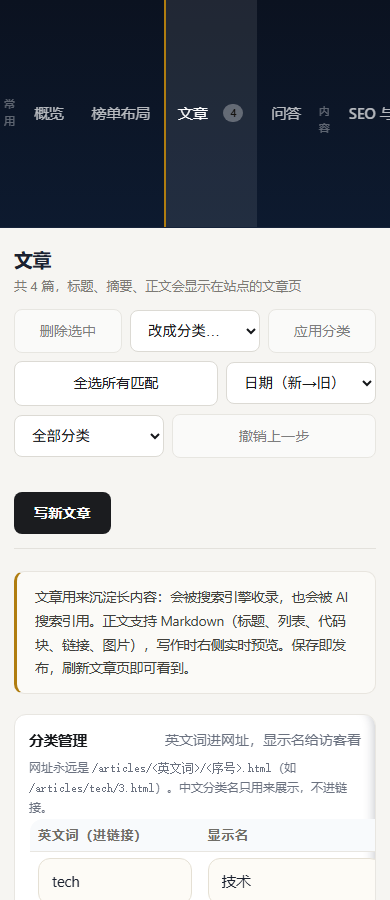 常用
概览
榜单布局
文章 4
问答
内容
SEO 与
文章
共 4 篇，标题、摘要、正文会显示在站点的文章页
删除选中
改成分类...
应用分类
全选所有匹配
日期（新→旧）
全部分类
撤销上一步
写新文章
文章用来沉淀长内容：会被搜索引擎收录，也会被 AI
搜索引用。正文支持 Markdown（标题、列表、代码
块、链接、图片），写作时右侧实时预览。保存即发
布，刷新文章页即可看到。
分类管理
英文词进网址，显示名给访客看
网址永远是 /articles/<英文词>/<序号>.html（如
/articles/tech/3.html）。中文分类名只用来展示，不进链
接。
英文词（进链接）
显示名
tech
技术